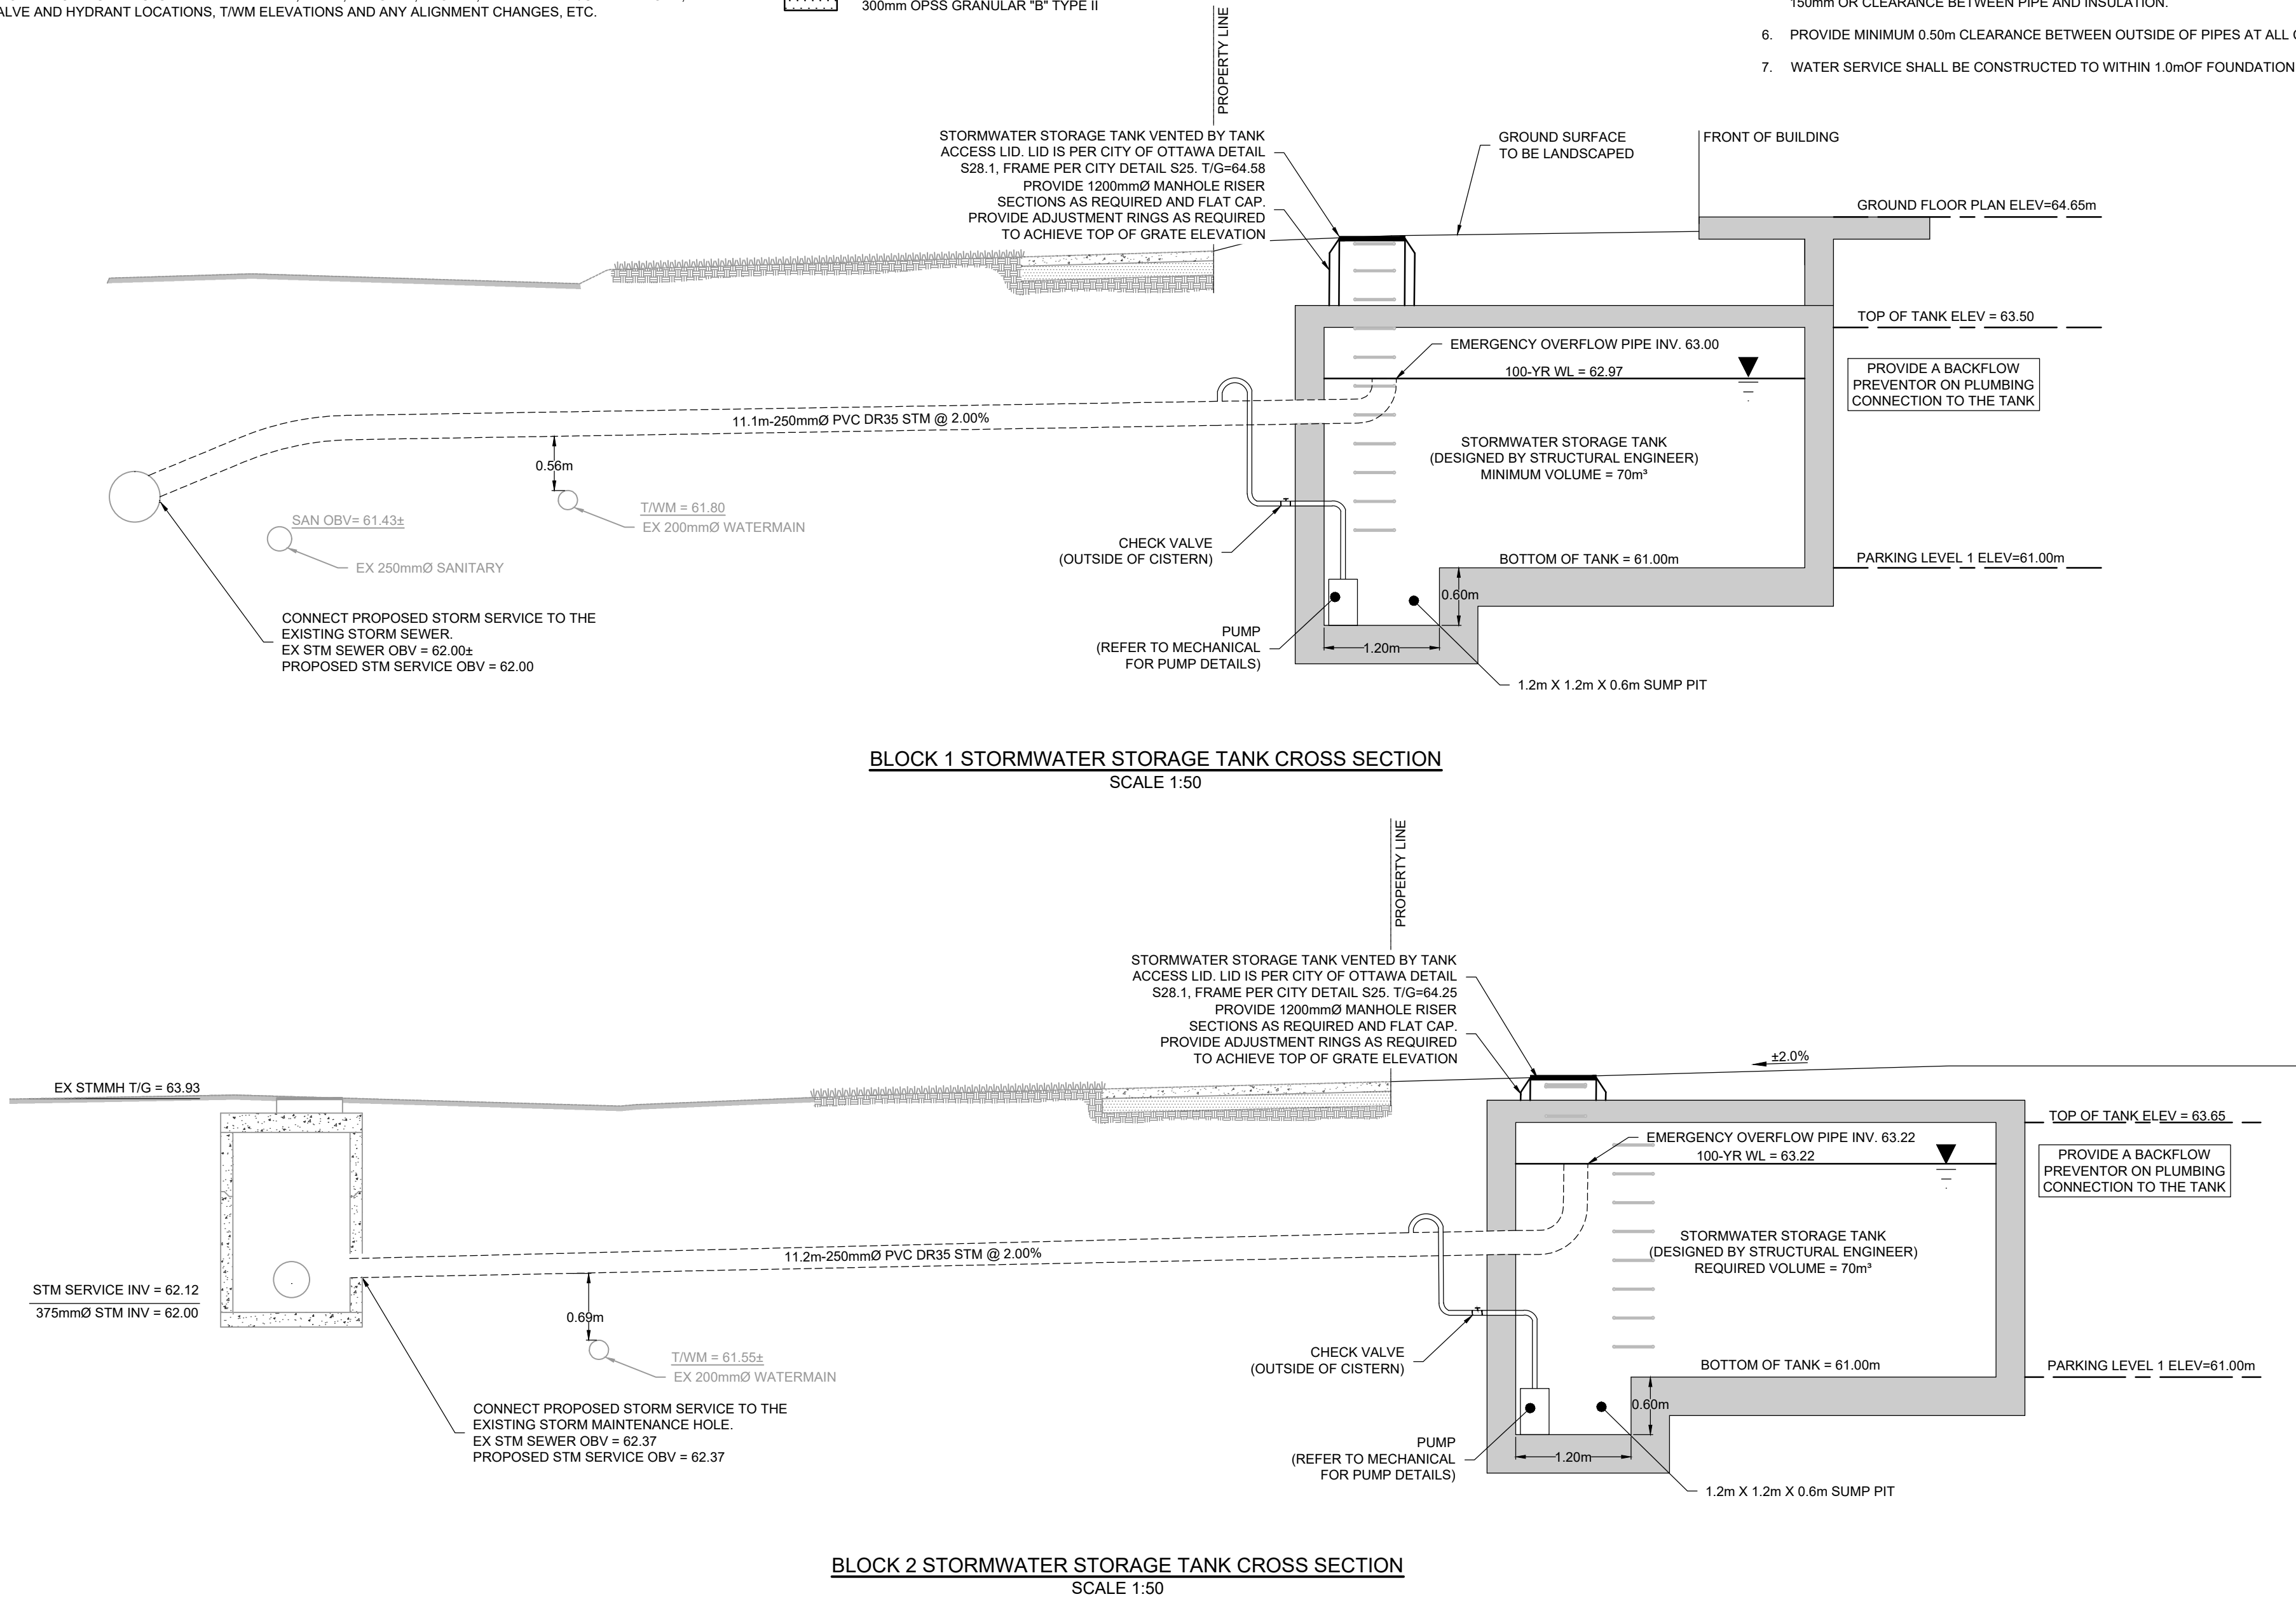 ALVE AND HYDRANT LOCATIONS, T/WM ELEVATIONS AND ANY ALIGNMENT CHANGES, ETC.
300mm OPSS GRANULAR "B" TYPE II
150mm OR CLEARANCE BETWEEN PIPE AND INSULATION.
6. PROVIDE MINIMUM 0.50m CLEARANCE BETWEEN OUTSIDE OF PIPES AT ALL
7. WATER SERVICE SHALL BE CONSTRUCTED TO WITHIN 1.0mOF FOUNDATION
PROPERTY LINE
STORMWATER STORAGE TANK VENTED BY TANK
ACCESS LID. LID IS PER CITY OF OTTAWA DETAIL
S28.1, FRAME PER CITY DETAIL S25. T/G=64.58
PROVIDE 1200mmØ MANHOLE RISER
SECTIONS AS REQUIRED AND FLAT CAP.
PROVIDE ADJUSTMENT RINGS AS REQUIRED
TO ACHIEVE TOP OF GRATE ELEVATION
GROUND SURFACE
TO BE LANDSCAPED
FRONT OF BUILDING
GROUND FLOOR PLAN ELEV=64.65m
TOP OF TANK ELEV = 63.50
EMERGENCY OVERFLOW PIPE INV. 63.00
100-YR WL = 62.97
PROVIDE A BACKFLOW
PREVENTOR ON PLUMBING
CONNECTION TO THE TANK
11.1m-250mmØ PVC DR35 STM @ 2.00%
0.56m
STORMWATER STORAGE TANK
(DESIGNED BY STRUCTURAL ENGINEER)
MINIMUM VOLUME = 70m³
T/WM = 61.80
EX 200mmØ WATERMAIN
SAN OBV= 61.43±
EX 250mmØ SANITARY
CHECK VALVE
(OUTSIDE OF CISTERN)
BOTTOM OF TANK = 61.00m
PARKING LEVEL 1 ELEV=61.00m
0.60m
CONNECT PROPOSED STORM SERVICE TO THE
EXISTING STORM SEWER.
EX STM SEWER OBV = 62.00±
PROPOSED STM SERVICE OBV = 62.00
PUMP
(REFER TO MECHANICAL
FOR PUMP DETAILS)
1.20m
1.2m X 1.2m X 0.6m SUMP PIT
BLOCK 1 STORMWATER STORAGE TANK CROSS SECTION
SCALE 1:50
PROPERTY LINE
STORMWATER STORAGE TANK VENTED BY TANK
ACCESS LID. LID IS PER CITY OF OTTAWA DETAIL
S28.1, FRAME PER CITY DETAIL S25. T/G=64.25
PROVIDE 1200mmØ MANHOLE RISER
SECTIONS AS REQUIRED AND FLAT CAP.
PROVIDE ADJUSTMENT RINGS AS REQUIRED
TO ACHIEVE TOP OF GRATE ELEVATION
±2.0%
EX STMMH T/G = 63.93
TOP OF TANK ELEV = 63.65
EMERGENCY OVERFLOW PIPE INV. 63.22
100-YR WL = 63.22
PROVIDE A BACKFLOW
PREVENTOR ON PLUMBING
CONNECTION TO THE TANK
11.2m-250mmØ PVC DR35 STM @ 2.00%
STORMWATER STORAGE TANK
(DESIGNED BY STRUCTURAL ENGINEER)
REQUIRED VOLUME = 70m³
STM SERVICE INV = 62.12
375mmØ STM INV = 62.00
0.69m
T/WM = 61.55±
EX 200mmØ WATERMAIN
CHECK VALVE
(OUTSIDE OF CISTERN)
BOTTOM OF TANK = 61.00m
PARKING LEVEL 1 ELEV=61.00m
0.60m
CONNECT PROPOSED STORM SERVICE TO THE
EXISTING STORM MAINTENANCE HOLE.
EX STM SEWER OBV = 62.37
PROPOSED STM SERVICE OBV = 62.37
PUMP
(REFER TO MECHANICAL
FOR PUMP DETAILS)
1.20m
1.2m X 1.2m X 0.6m SUMP PIT
BLOCK 2 STORMWATER STORAGE TANK CROSS SECTION
SCALE 1:50